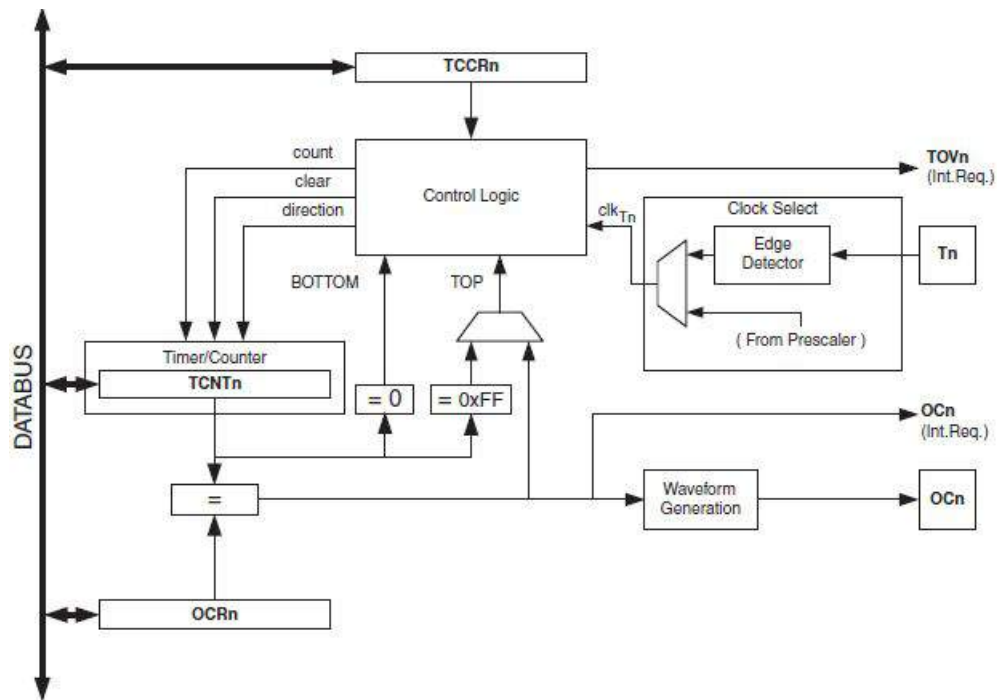 TCCRn
count
clear
direction
Control Logic
TOVn
(Int.Req.)
clkTn
Clock Select
Edge
Detector
Tn
( From Prescaler )
BOTTOM
TOP
DATABUS
Timer/Counter
TCNTn
= 0
= 0xFF
OCn
(Int.Req.)
=
Waveform
Generation
OCn
OCRn